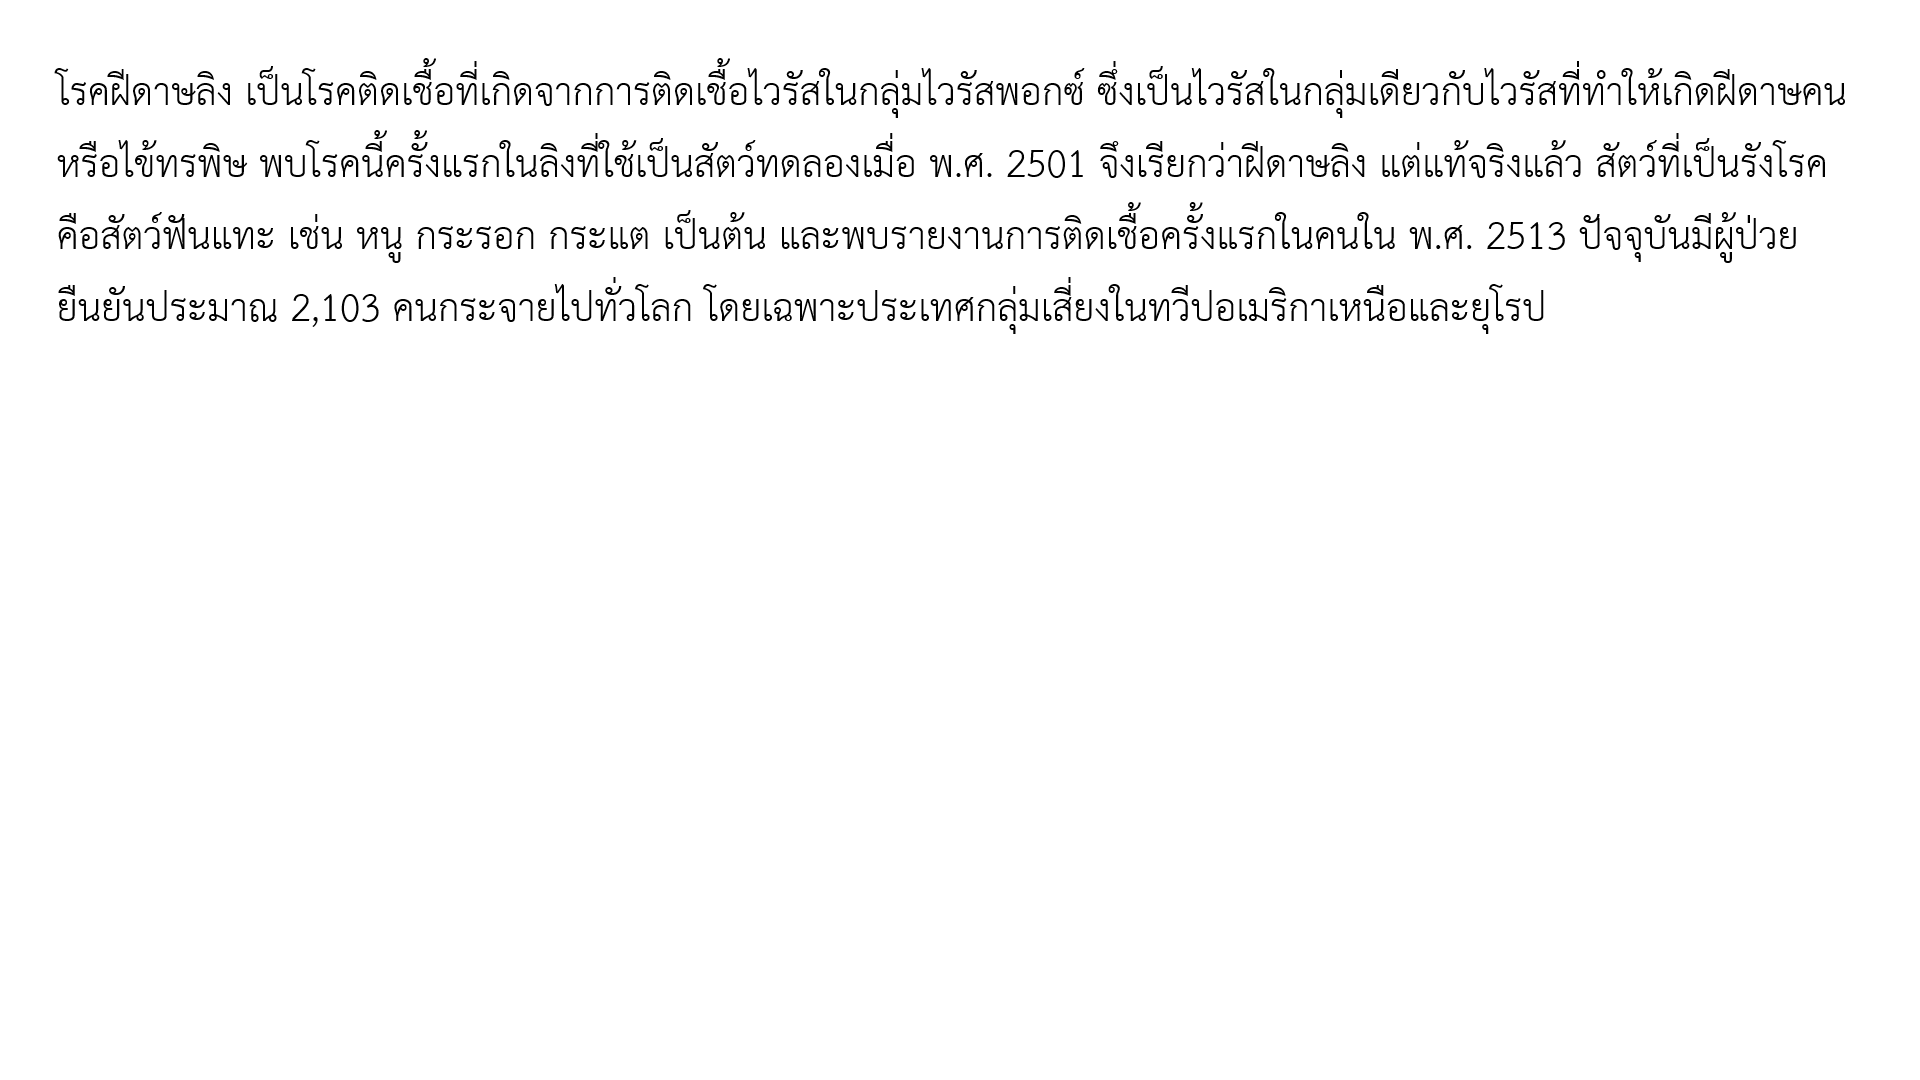 โรคฝีดาษลิง เป็นโรคติดเชื้อที่เกิดจากการติดเชื้อไวรัสในกลุ่มไวรัสพอกซ์ ซึ่งเป็นไวรัสในกลุ่มเดียวกับไวรัสที่ทำให้เกิดฝีดาษคน
หรือไข้ทรพิษ พบโรคนี้ครั้งแรกในลิงที่ใช้เป็นสัตว์ทดลองเมื่อ พ.ศ. 2501 จึงเรียกว่าฝีดาษลิง แต่แท้จริงแล้ว สัตว์ที่เป็นรังโรค
คือสัตว์ฟันแทะ เช่น หนู กระรอก กระแต เป็นต้น และพบรายงานการติดเชื้อครั้งแรกในคนใน พ.ศ. 2513 ปัจจุบันมีผู้ป่วย
ยืนยันประมาณ 2,103 คนกระจายไปทั่วโลก โดยเฉพาะประเทศกลุ่มเสี่ยงในทวีปอเมริกาเหนือและยุโรป